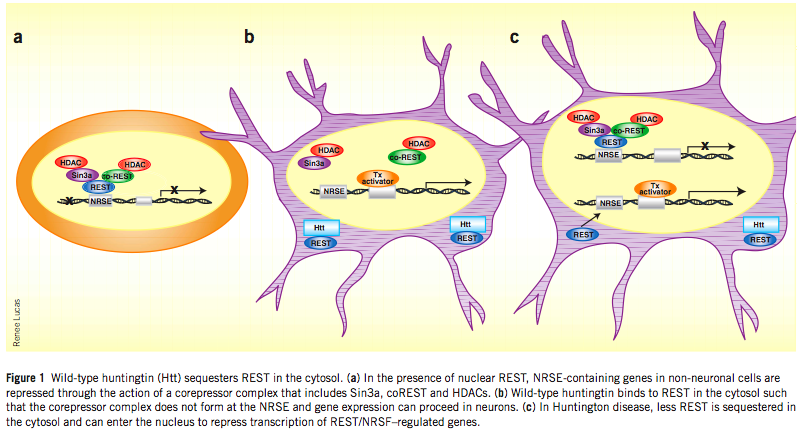 a
b
c
HDAC
HDAC
Sin3a
co-REST
REST
X
X
NRSE
HDAC
HDAC
Sin3a
co-REST
Tx
activator
NRSE
Htt
REST
Htt
REST
HDAC
HDAC
Sin3a
co-REST
REST
X
NRSE
Tx
activator
NRSE
REST
Htt
REST
Renee Lucas
Figure 1 Wild-type huntingtin (Htt) sequesters REST in the cytosol. (a) In the presence of nuclear REST, NRSE-containing genes in non-neuronal cells are
repressed through the action of a corepressor complex that includes Sin3a, coREST and HDACs. (b) Wild-type huntingtin binds to REST in the cytosol such
that the corepressor complex does not form at the NRSE and gene expression can proceed in neurons. (c) In Huntington disease, less REST is sequestered in
the cytosol and can enter the nucleus to repress transcription of REST/NRSF–regulated genes.